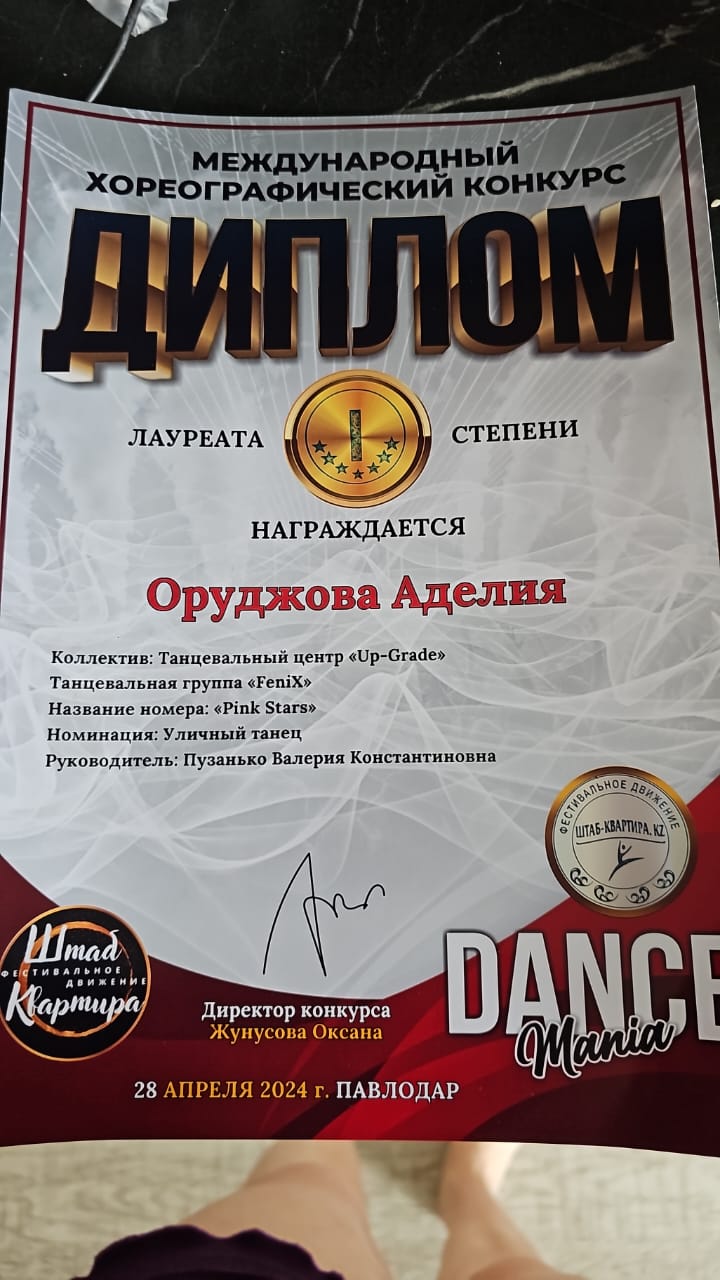 МЕЖДУНАРОДНЫЙ
ХОРЕОГРАФИЧЕСКИЙ КОНКУРС
ДИПЛОМ
ЛАУРЕАТА I СТЕПЕНИ
НАГРАЖДАЕТСЯ
Оруджова Аделия
Коллектив: Танцевальный центр «Up-Grade»
Танцевальная группа «FeniX»
Название номера: «Pink Stars»
Номинация: Уличный танец
Руководитель: Пузанько Валерия Константиновна
ФЕСТИВАЛЬНОЕ ДВИЖЕНИЕ
ШТАБ-КВАРТИРА.KZ
Штаб
ФЕСТИВАЛЬНОЕ
ДВИЖЕНИЕ
Квартира
Директор конкурса
Жунусова Оксана
DANCE
Mania
28 АПРЕЛЯ 2024 г. ПАВЛОДАР